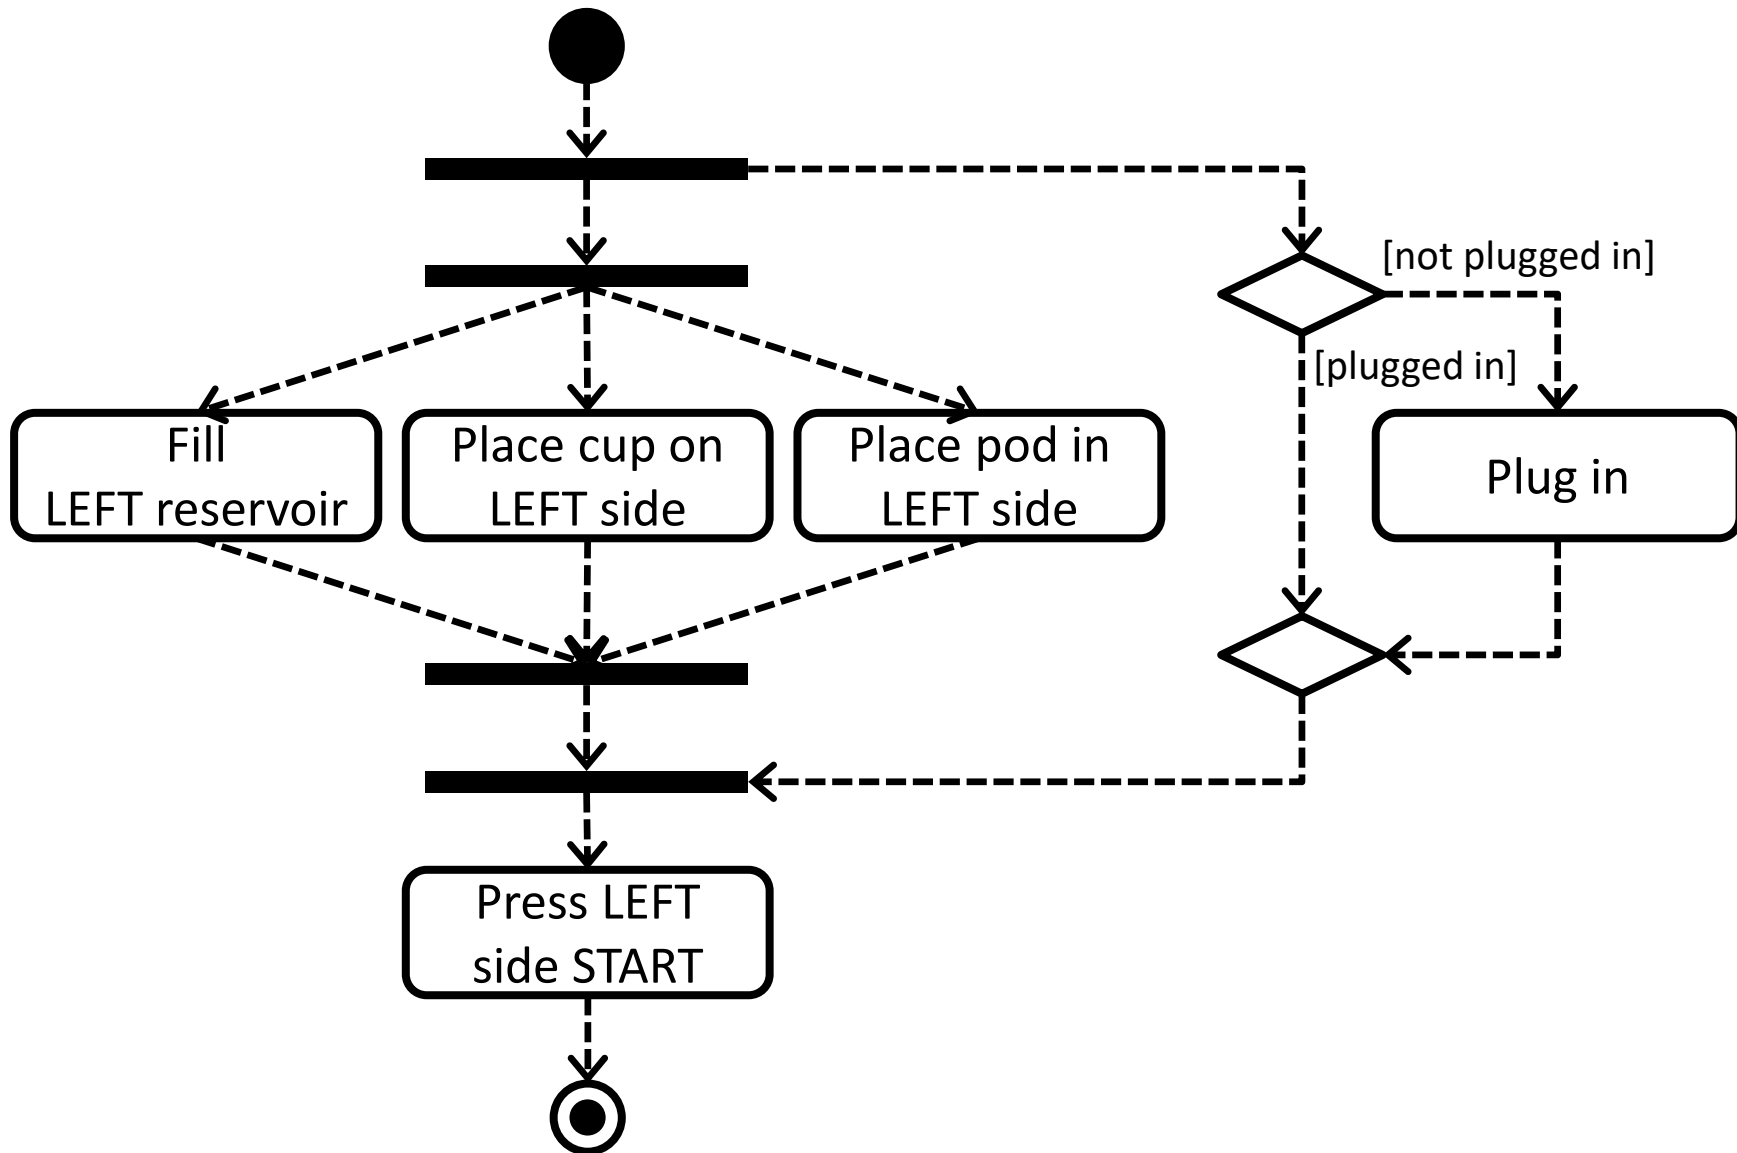 [not plugged in]
[plugged in]
Fill
LEFT reservoir
Place cup on
LEFT side
Place pod in
LEFT side
Plug in
Press LEFT
side START